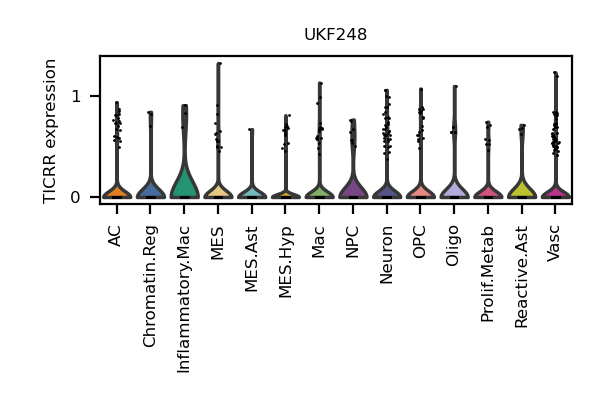 UKF248
TICRR expression
1
0
AC
Chromatin.Reg
Inflammatory.Mac
MES
MES.Ast
MES.Hyp
Mac
NPC
Neuron
OPC
Oligo
Prolif.Metab
Reactive.Ast
Vasc